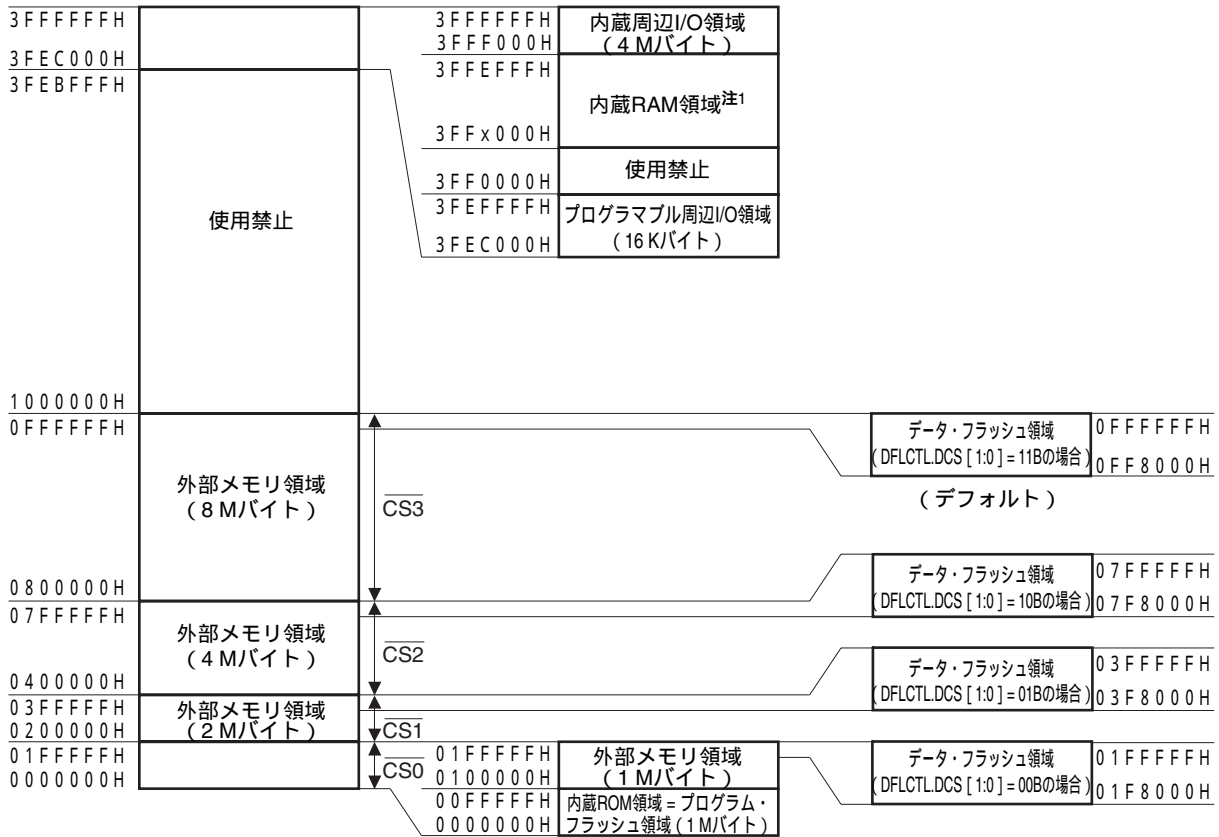 3FFFFFFH
3FEC000H
3FEBFFFH
使用禁止
1000000H
0FFFFFFH
外部メモリ領域
(8 Mバイト)
0800000H
07FFFFFH
外部メモリ領域
(4 Mバイト)
0400000H
03FFFFFH
外部メモリ領域
0200000H
(2 Mバイト)
01FFFFFH
0000000H
CS3
CS2
CS1
CS0
3FFFFFFH
内蔵周辺I/O領域
3FFF000H
(4 Mバイト)
3FFEFFFH
内蔵RAM領域注1
3FFx000H
使用禁止
3FF0000H
3FEFFFFH
プログラマブル周辺I/O領域
3FEC000H
(16 Kバイト)
01FFFFFH
外部メモリ領域
0100000H
(1 Mバイト)
00FFFFFH
内蔵ROM領域 = プログラム・
0000000H
フラッシュ領域(1 Mバイト)
データ・フラッシュ領域
0FFFFFFH
(DFLCTL.DCS [ 1:0 ] = 11Bの場合)
0FF8000H
(デフォルト)
データ・フラッシュ領域
07FFFFFH
(DFLCTL.DCS [ 1:0 ] = 10Bの場合)
07F8000H
データ・フラッシュ領域
03FFFFFH
(DFLCTL.DCS [ 1:0 ] = 01Bの場合)
03F8000H
データ・フラッシュ領域
01FFFFFH
(DFLCTL.DCS [ 1:0 ] = 00Bの場合)
01F8000H